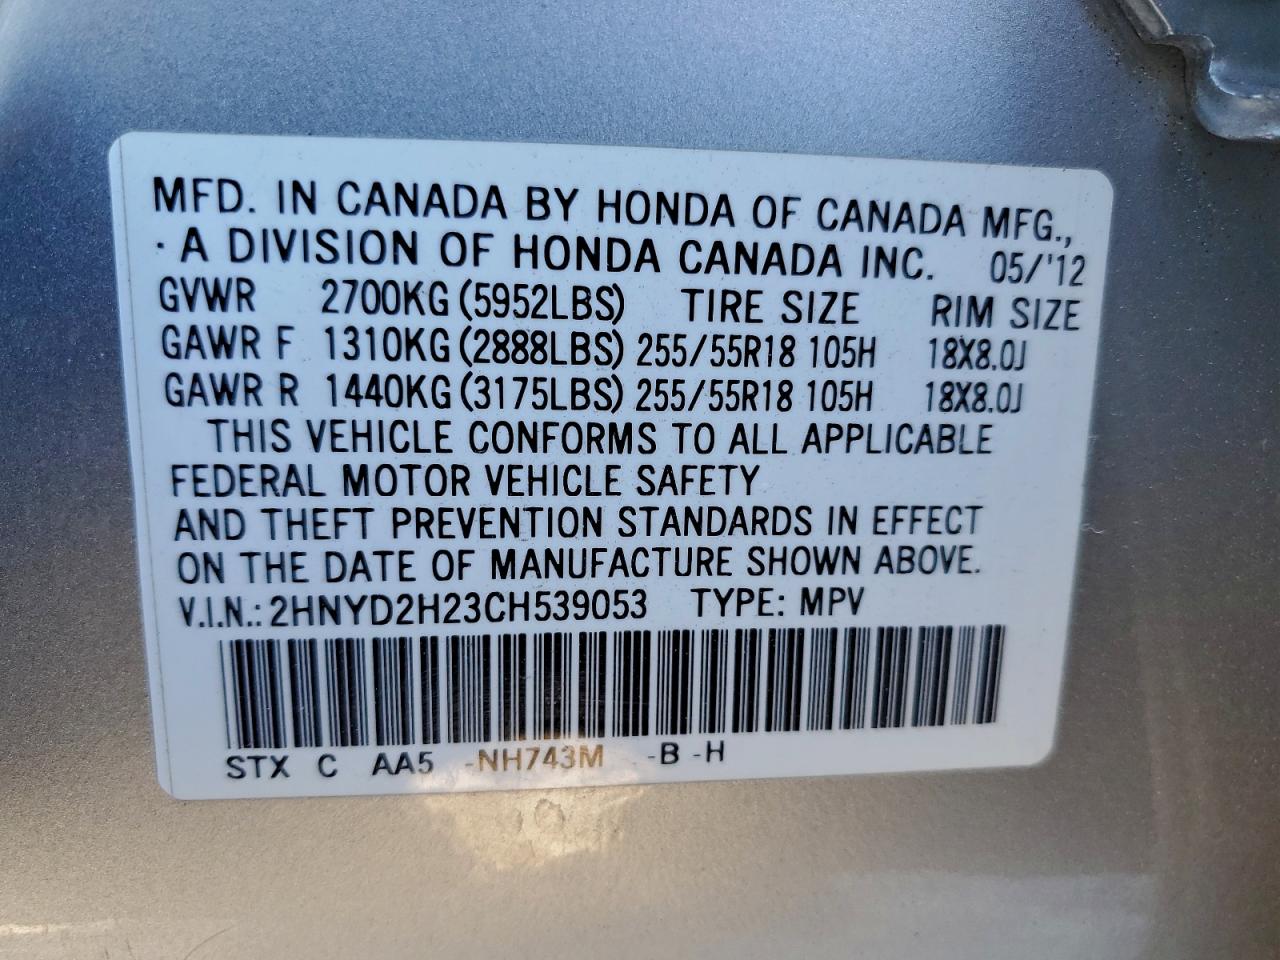 MFD. IN CANADA BY HONDA OF CANADA MFG.,
· A DIVISION OF HONDA CANADA INC. 05/'12
GVWR 2700KG (5952LBS) TIRE SIZE RIM SIZE
GAWR F 1310KG (2888LBS) 255/55R18 105H 18X8.0J
GAWR R 1440KG (3175LBS) 255/55R18 105H 18X8.0J
THIS VEHICLE CONFORMS TO ALL APPLICABLE
FEDERAL MOTOR VEHICLE SAFETY
AND THEFT PREVENTION STANDARDS IN EFFECT
ON THE DATE OF MANUFACTURE SHOWN ABOVE.
V.I.N.: 2HNYD2H23CH539053 TYPE: MPV
STX C AA5 -NH743M -B -H